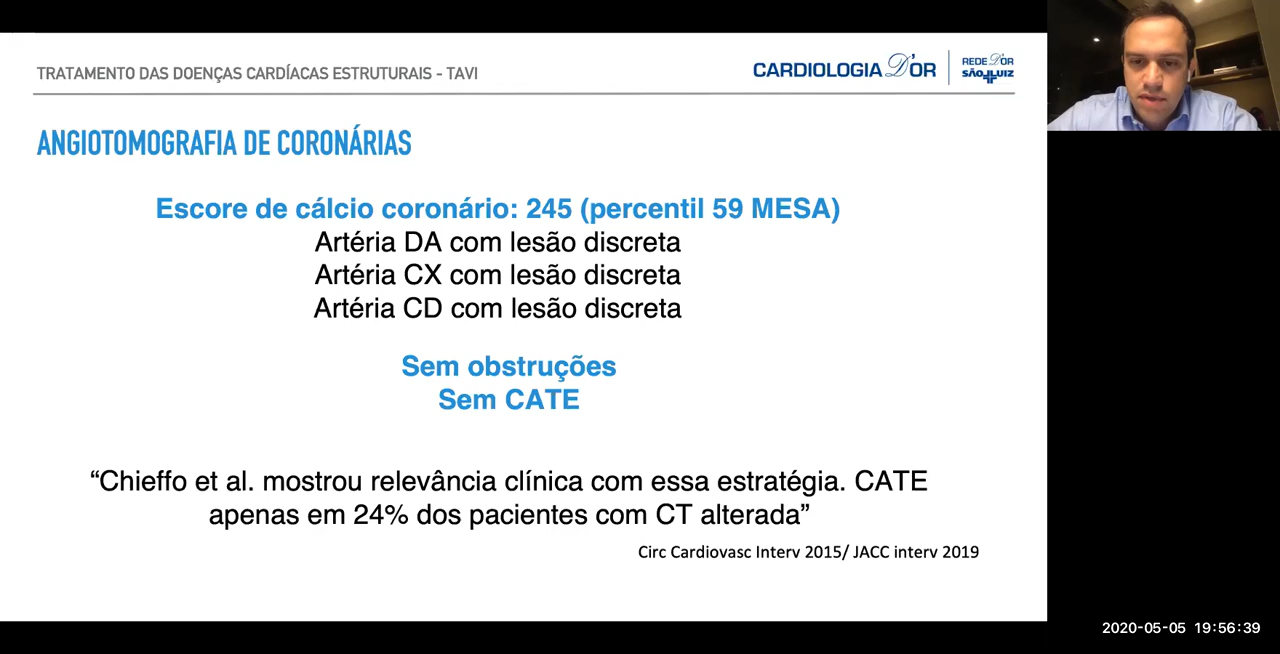 TRATAMENTO DAS DOENÇAS CARDÍACAS ESTRUTURAIS - TAVI
CARDIOLOGIA D'OR
REDE D'OR
SÃO LUIZ
ANGIOTOMOGRAFIA DE CORONÁRIAS
Escore de cálcio coronário: 245 (percentil 59 MESA)
Artéria DA com lesão discreta
Artéria CX com lesão discreta
Artéria CD com lesão discreta
Sem obstruções
Sem CATE
“Chieffo et al. mostrou relevância clínica com essa estratégia. CATE
apenas em 24% dos pacientes com CT alterada”
Circ Cardiovasc Interv 2015/ JACC interv 2019
2020-05-05 19:56:39